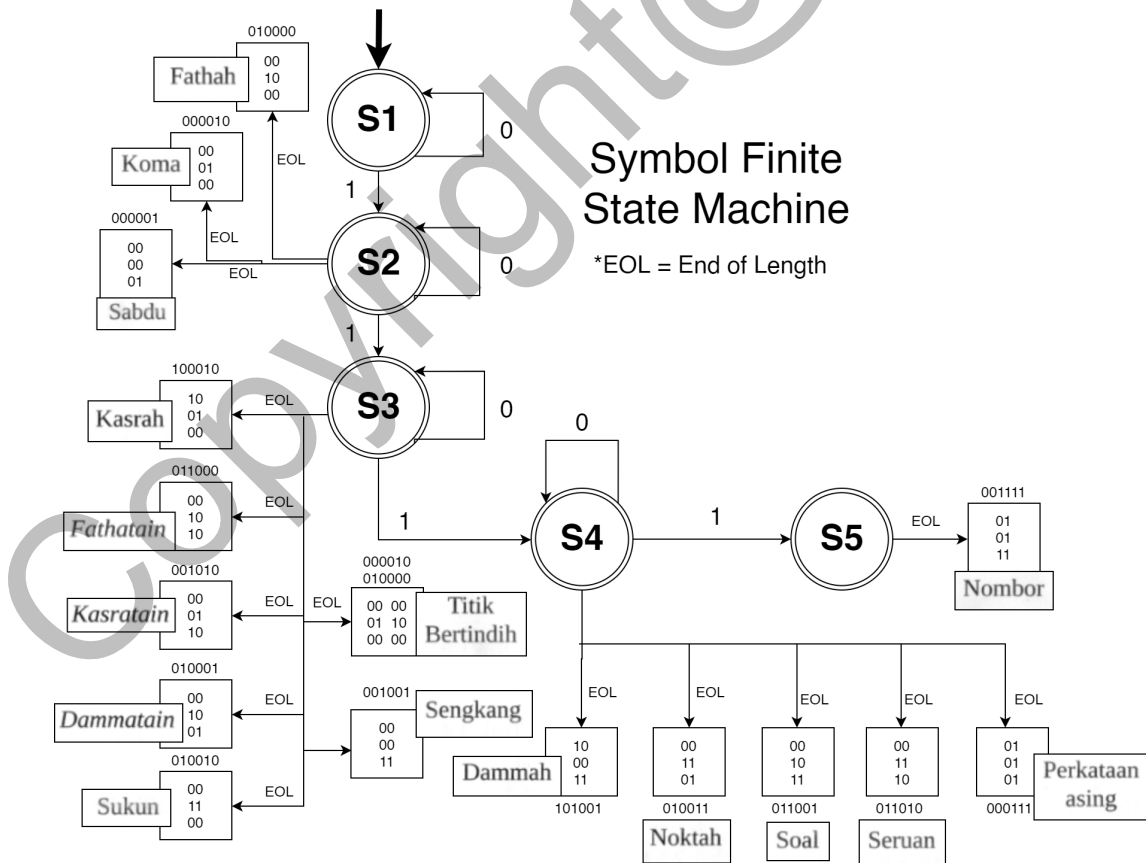 Copyright©
Symbol Finite
State Machine
*EOL = End of Length
S1
0
1
S2
0
1
010000
00
10
00
Fathah
EOL
000010
00
01
00
Koma
EOL
000001
00
00
01
Sabdu
EOL
S3
0
1
100010
10
01
00
Kasrah
EOL
011000
00
10
10
Fathatain
EOL
001010
00
01
10
Kasratain
EOL
010001
00
10
01
Dammatain
EOL
010010
00
11
00
Sukun
EOL
EOL
000010
010000
00 00
01 10
00 00
Titik
Bertindih
001001
00
00
11
Sengkang
0
S4
1
S5
EOL
001111
01
01
11
Nombor
EOL
10
00
11
Dammah
101001
EOL
00
11
01
010011
Noktah
EOL
00
10
11
011001
Soal
EOL
00
11
10
011010
Seruan
EOL
01
01
01
000111
Perkataan
asing